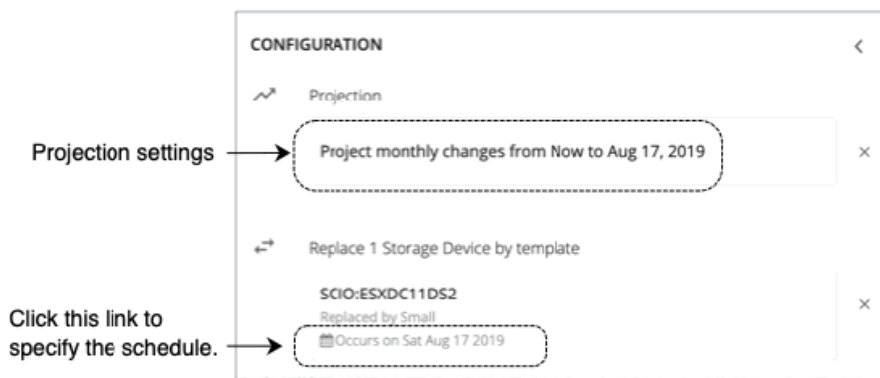 CONFIGURATION
Projection
Projection settings
Project monthly changes from Now to Aug 17, 2019
Replace 1 Storage Device by template
SCIO:ESXDC11DS2
Replaced by Small
Click this link to
specify the schedule.
Occurs on Sat Aug 17 2019